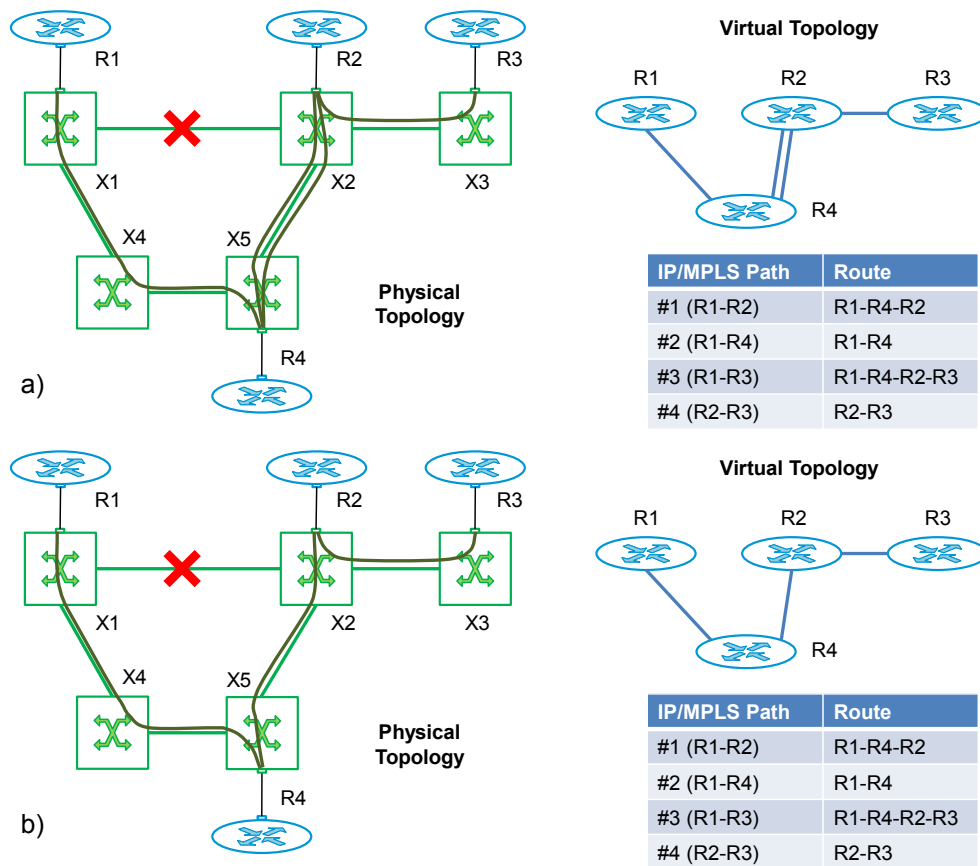 R1
R2
R3
X1
X2
X3
X4
X5
Physical
Topology
R4
a)
Virtual Topology
R1
R2
R3
R4
IP/MPLS Path Route
#1 (R1-R2) R1-R4-R2
#2 (R1-R4) R1-R4
#3 (R1-R3) R1-R4-R2-R3
#4 (R2-R3) R2-R3
R1
R2
R3
X1
X2
X3
X4
X5
Physical
Topology
R4
b)
Virtual Topology
R1
R2
R3
R4
IP/MPLS Path Route
#1 (R1-R2) R1-R4-R2
#2 (R1-R4) R1-R4
#3 (R1-R3) R1-R4-R2-R3
#4 (R2-R3) R2-R3